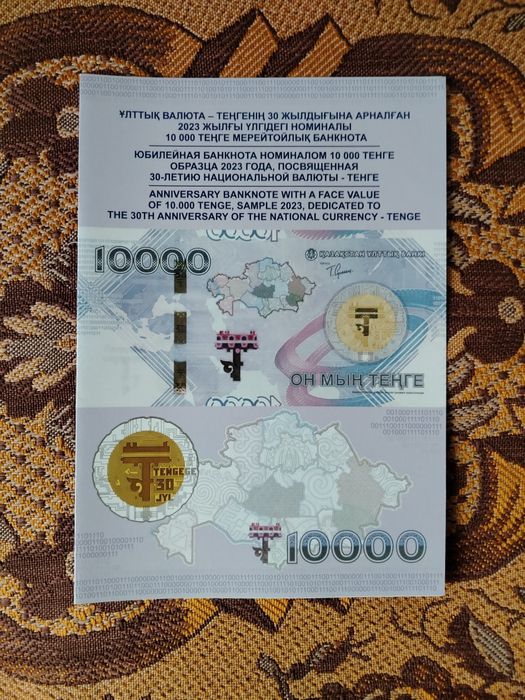 ҰЛТТЫҚ ВАЛЮТА – ТЕҢГЕНІҢ 30 ЖЫЛДЫҒЫНА АРНАЛҒАН
2023 ЖЫЛҒЫ ҮЛГІДЕГІ НОМИНАЛЫ
10 000 ТЕҢГЕ МЕРЕЙТОЙЛЫҚ БАНКНОТА
ЮБИЛЕЙНАЯ БАНКНОТА НОМИНАЛОМ 10 000 ТЕНГЕ
ОБРАЗЦА 2023 ГОДА, ПОСВЯЩЕННАЯ
30-ЛЕТИЮ НАЦИОНАЛЬНОЙ ВАЛЮТЫ - ТЕНГЕ
ANNIVERSARY BANKNOTE WITH A FACE VALUE
OF 10.000 TENGE, SAMPLE 2023, DEDICATED TO
THE 30TH ANNIVERSARY OF THE NATIONAL CURRENCY - TENGE
10000
ҚАЗАҚСТАН ҰЛТТЫҚ БАНКІ
ОН МЫҢ ТЕҢГЕ
TENGEGE
30
JYL
10000